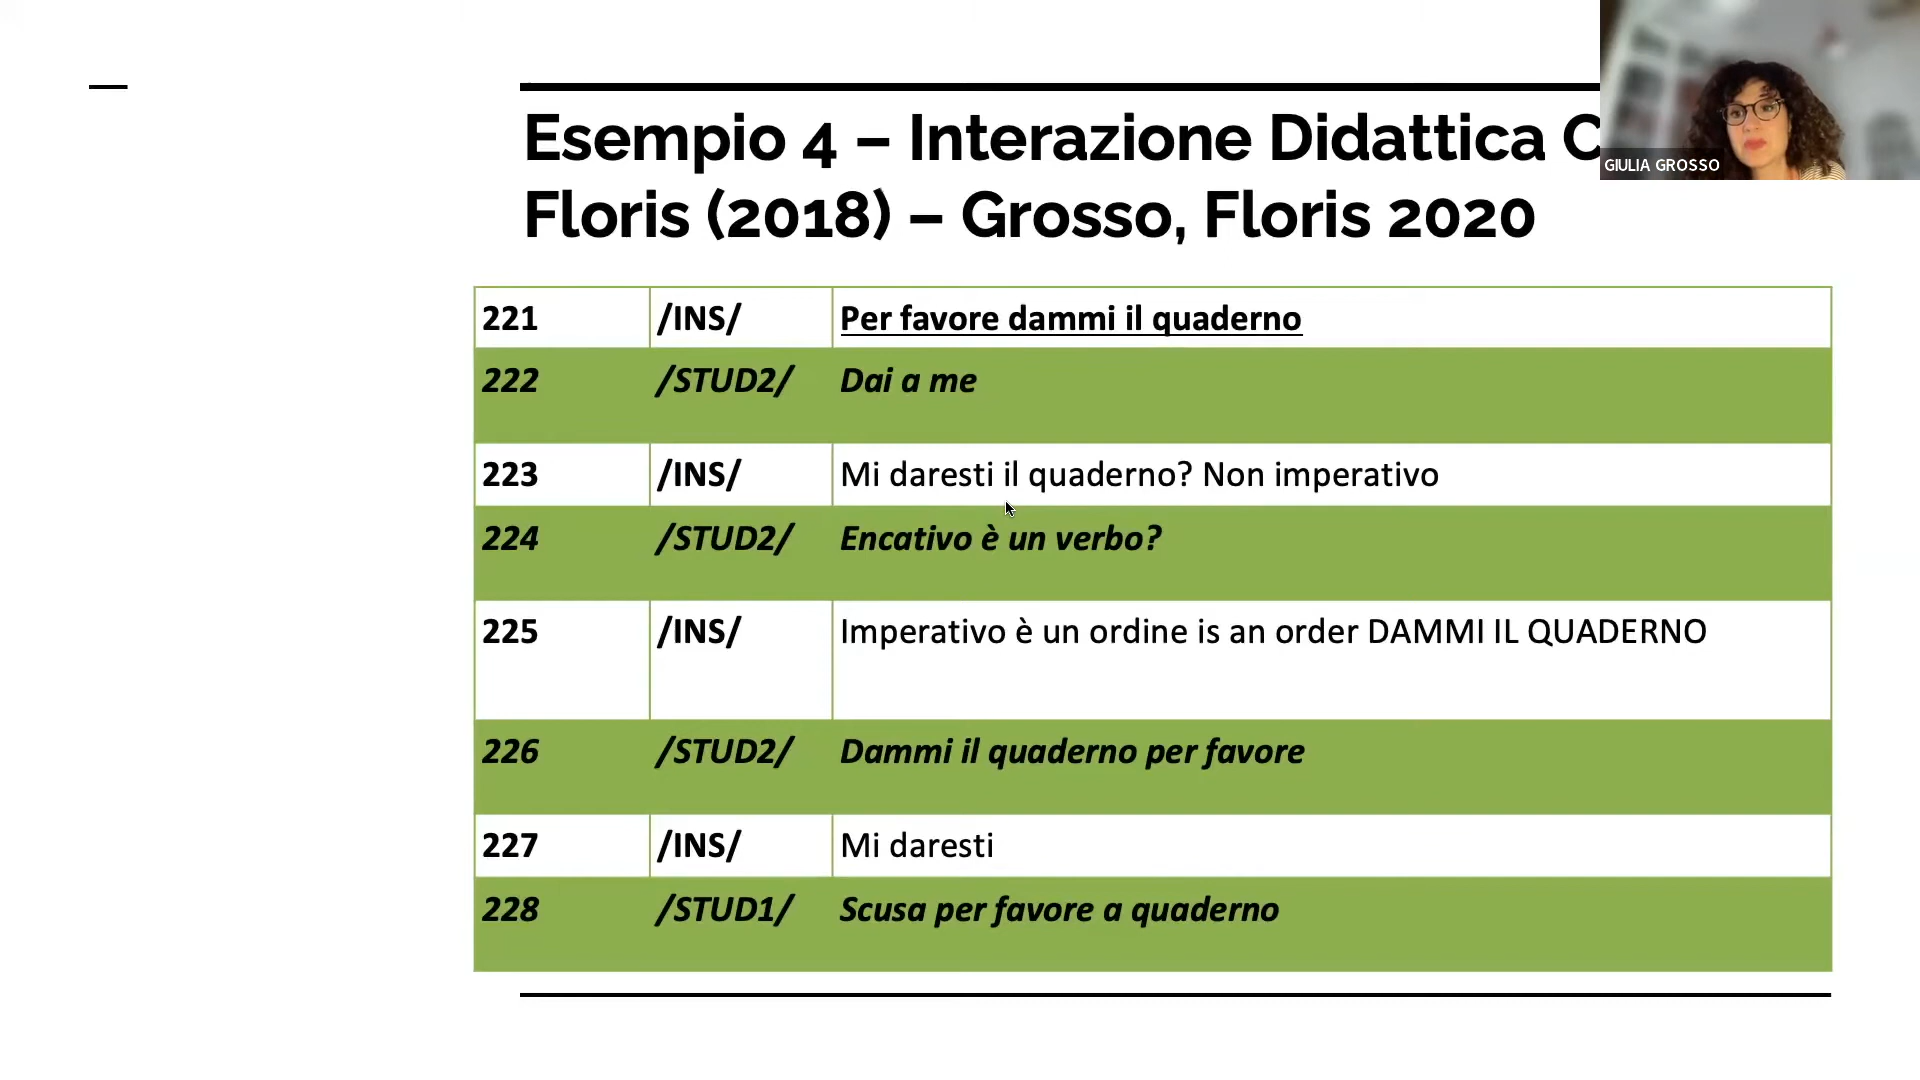 Esempio 4 – Interazione Didattica C
Floris (2018) – Grosso, Floris 2020
GIULIA GROSSO
221 /INS/ Per favore dammi il quaderno
222 /STUD2/ Dai a me
223 /INS/ Mi daresti il quaderno? Non imperativo
224 /STUD2/ Encativo è un verbo?
225 /INS/ Imperativo è un ordine is an order DAMMI IL QUADERNO
226 /STUD2/ Dammi il quaderno per favore
227 /INS/ Mi daresti
228 /STUD1/ Scusa per favore a quaderno